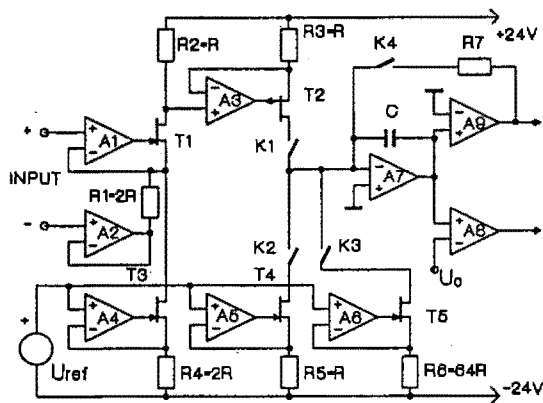 R2=R
R3=R
+24V
K4
R7
T2
A3
A9
C
+
A1
T1
K1
A7
INPUT
R1=2R
-
A2
K2
K3
A8
T3
T4
Uo
+
A4
A5
A6
T5
Uref
R4=2R
R5=R
R6=64R
-24V